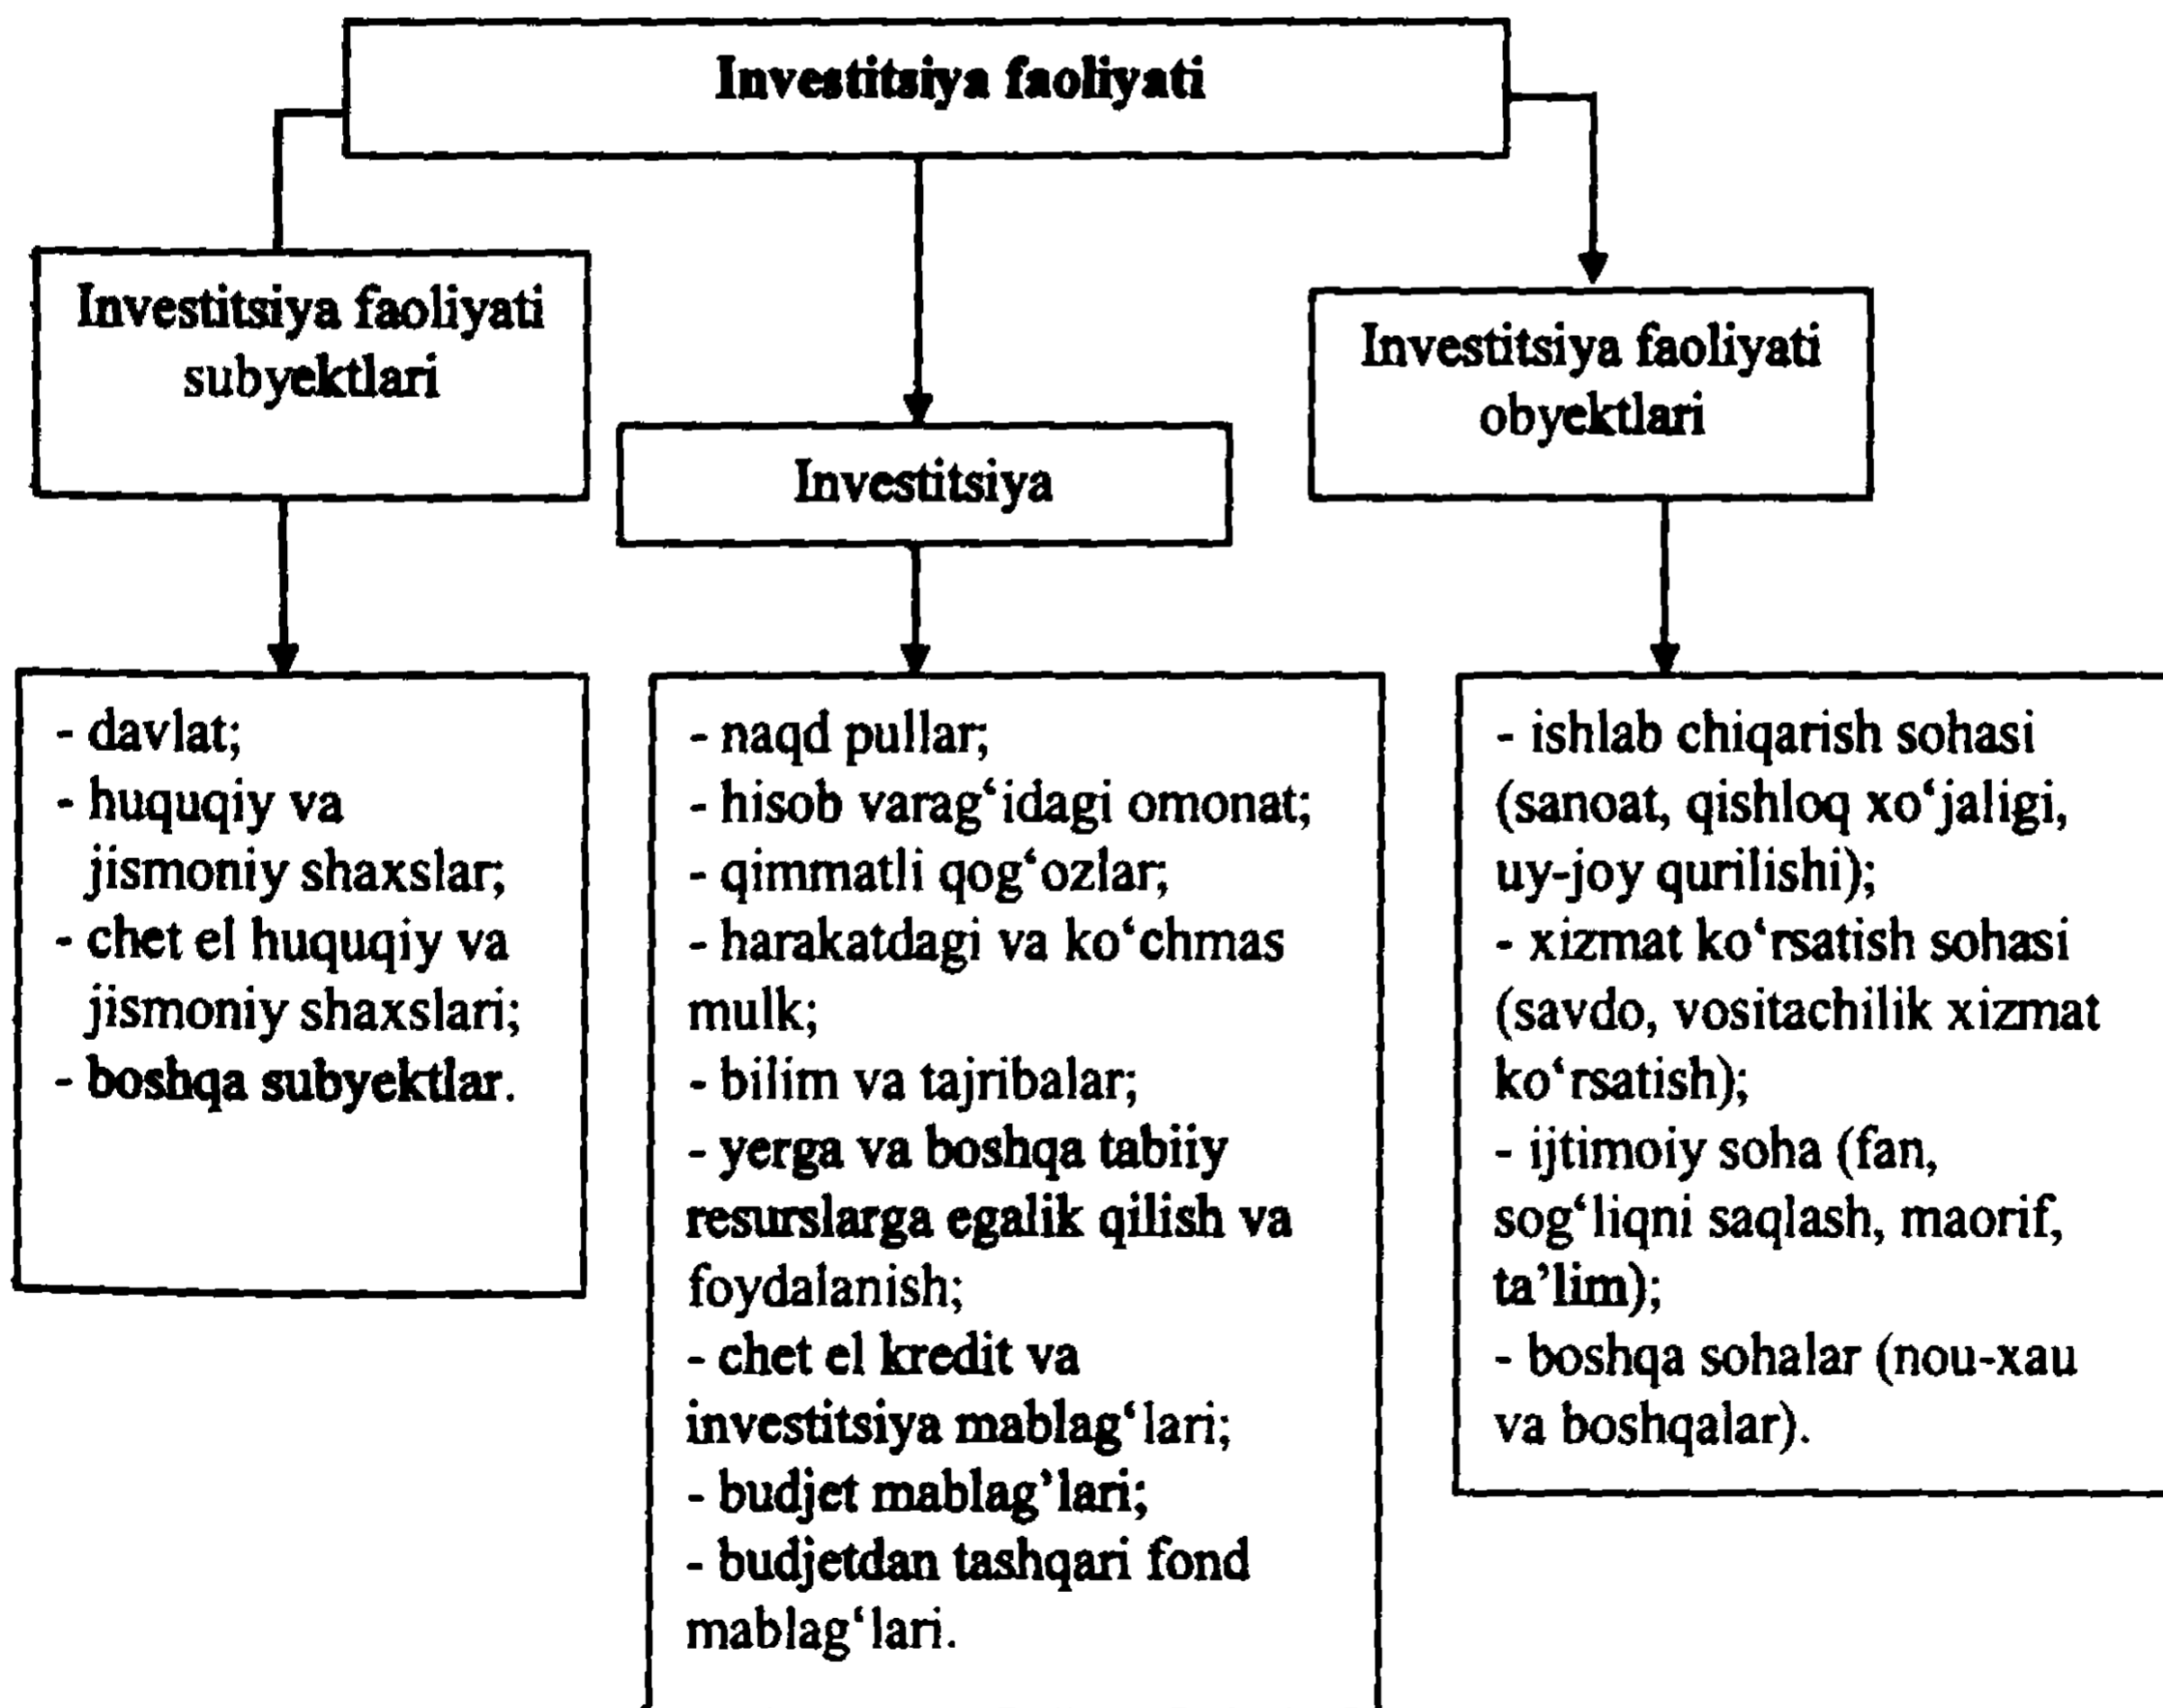 Investitsiya faoliyati
Investitsiya faoliyati
subyektlari
Investitsiya
Investitsiya faoliyati
obyektlari
- davlat;
- huquqiy va
jismoniy shaxslar;
- chet el huquqiy va
jismoniy shaxslari;
- boshqa subyektlar.
- naqd pullar;
- hisob varag‘idagi omonat;
- qimmatli qog‘ozlar;
- harakatdagi va ko‘chmas
mulk;
- bilim va tajribalar;
- yerga va boshqa tabiiy
resurslarga egalik qilish va
foydalanish;
- chet el kredit va
investitsiya mablag‘lari;
- budjet mablag’lari;
- budjetdan tashqari fond
mablag‘lari.
- ishlab chiqarish sohasi
(sanoat, qishloq xo‘jaligi,
uy-joy qurilishi);
- xizmat ko‘rsatish sohasi
(savdo, vositachilik xizmat
ko‘rsatish);
- ijtimoiy soha (fan,
sog‘liqni saqlash, maorif,
ta’lim);
- boshqa sohalar (nou-xau
va boshqalar).